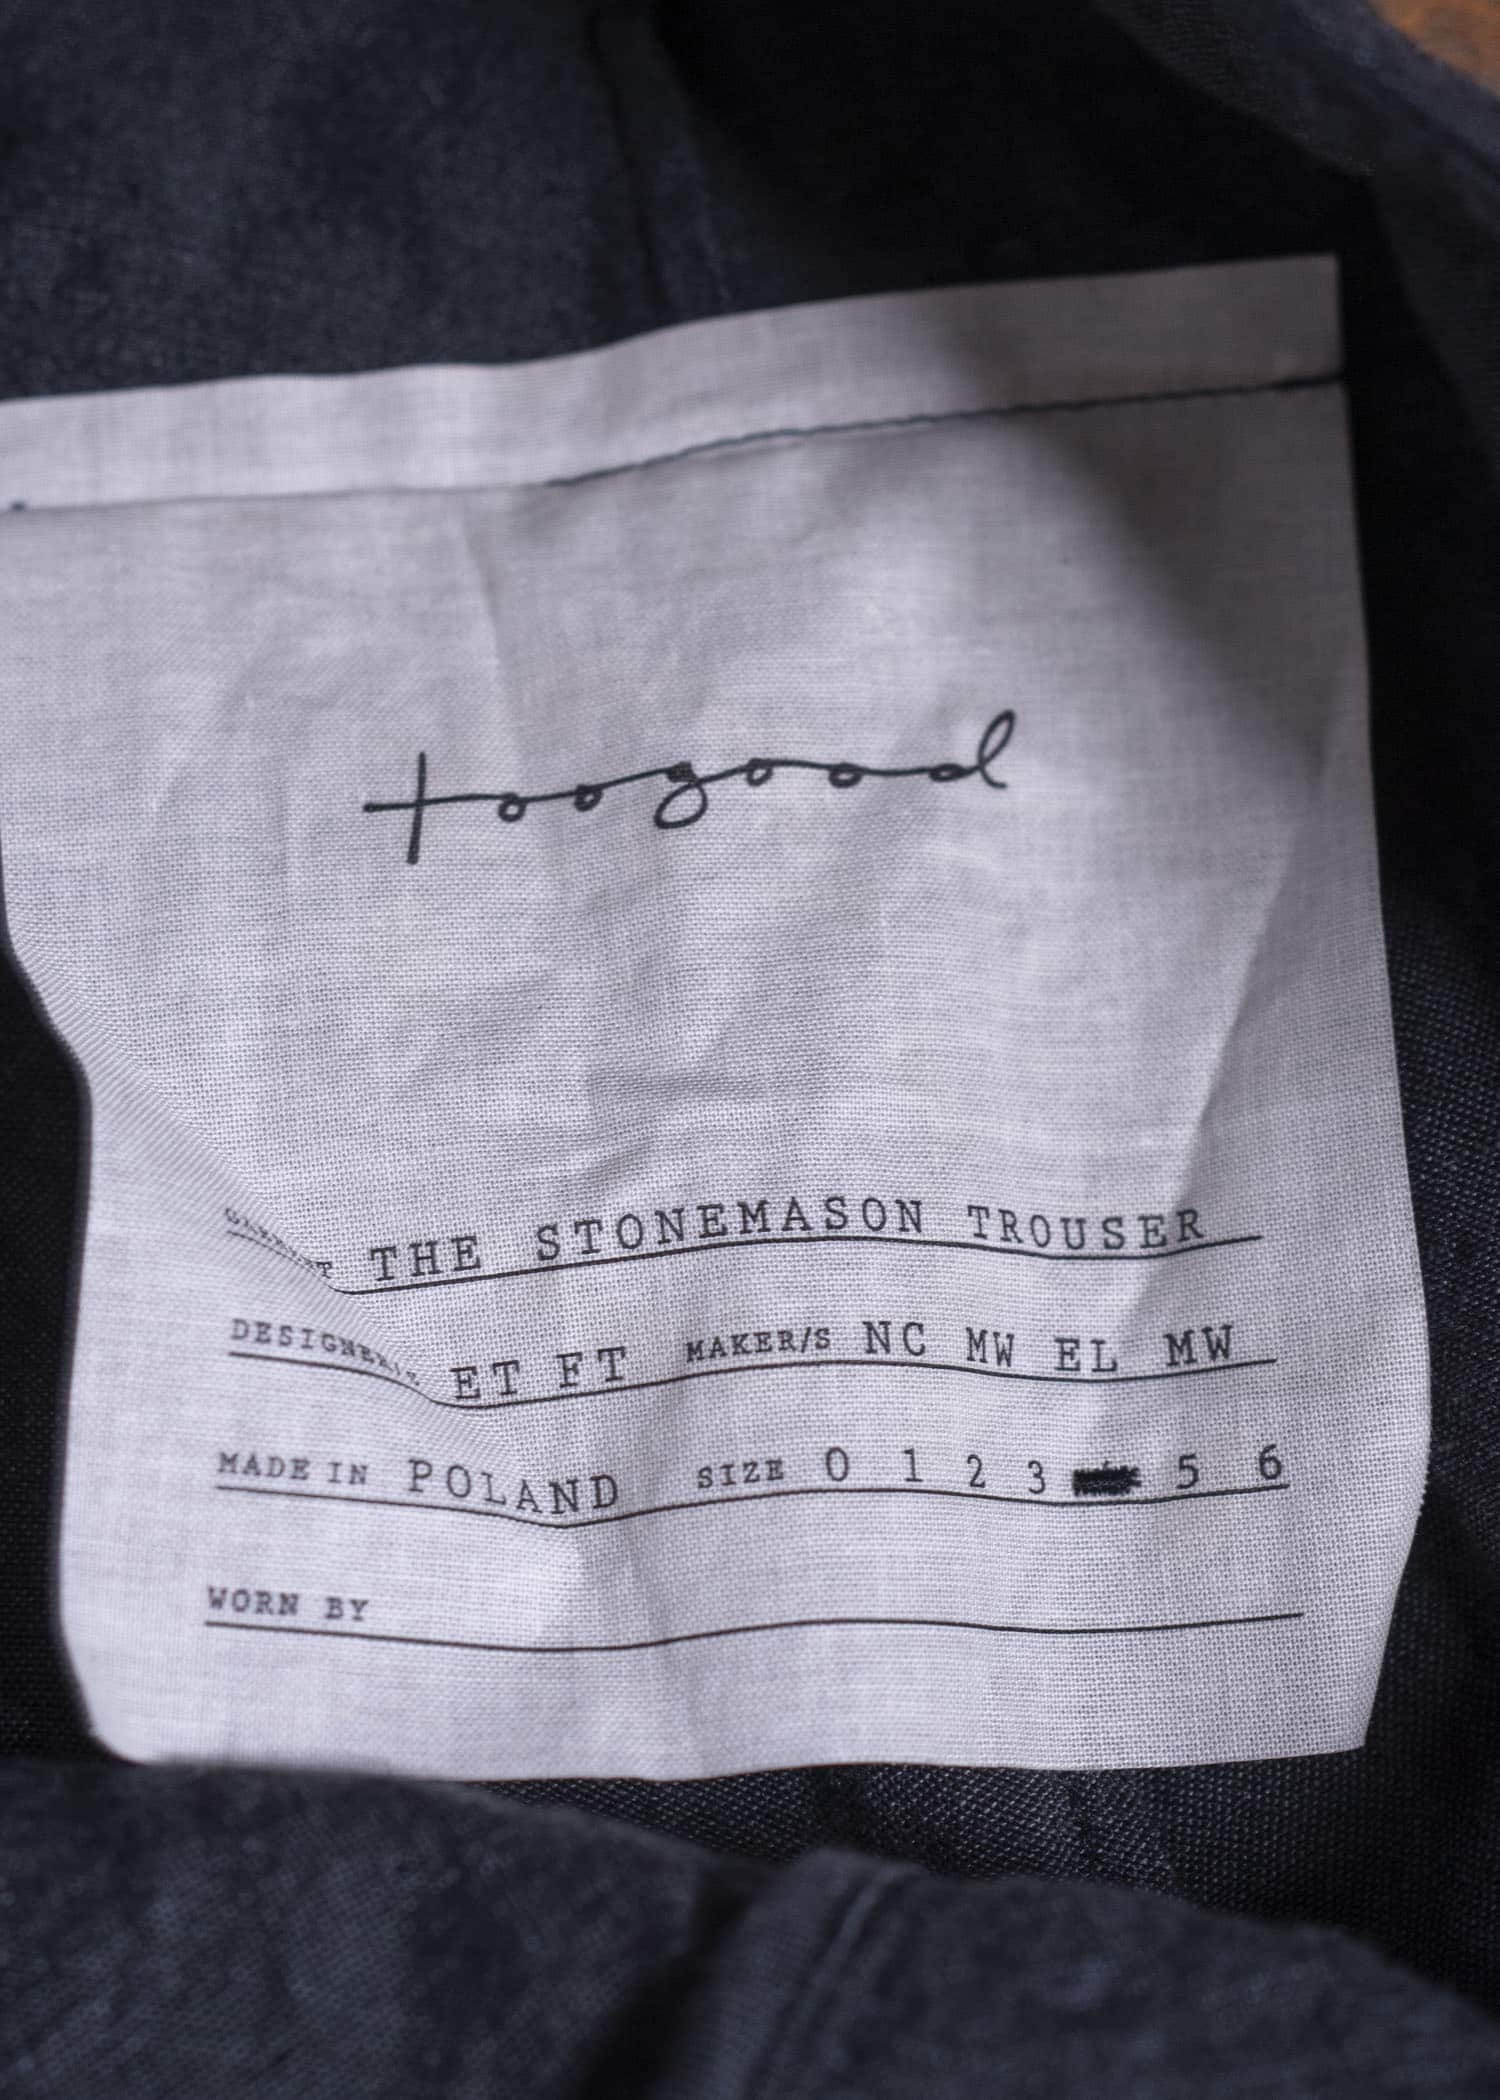 toogood
GARMENT THE STONEMASON TROUSER
DESIGNER/S ET FT MAKER/S NC MW EL MW
MADE IN POLAND SIZE 0 1 2 3 5 6
WORN BY